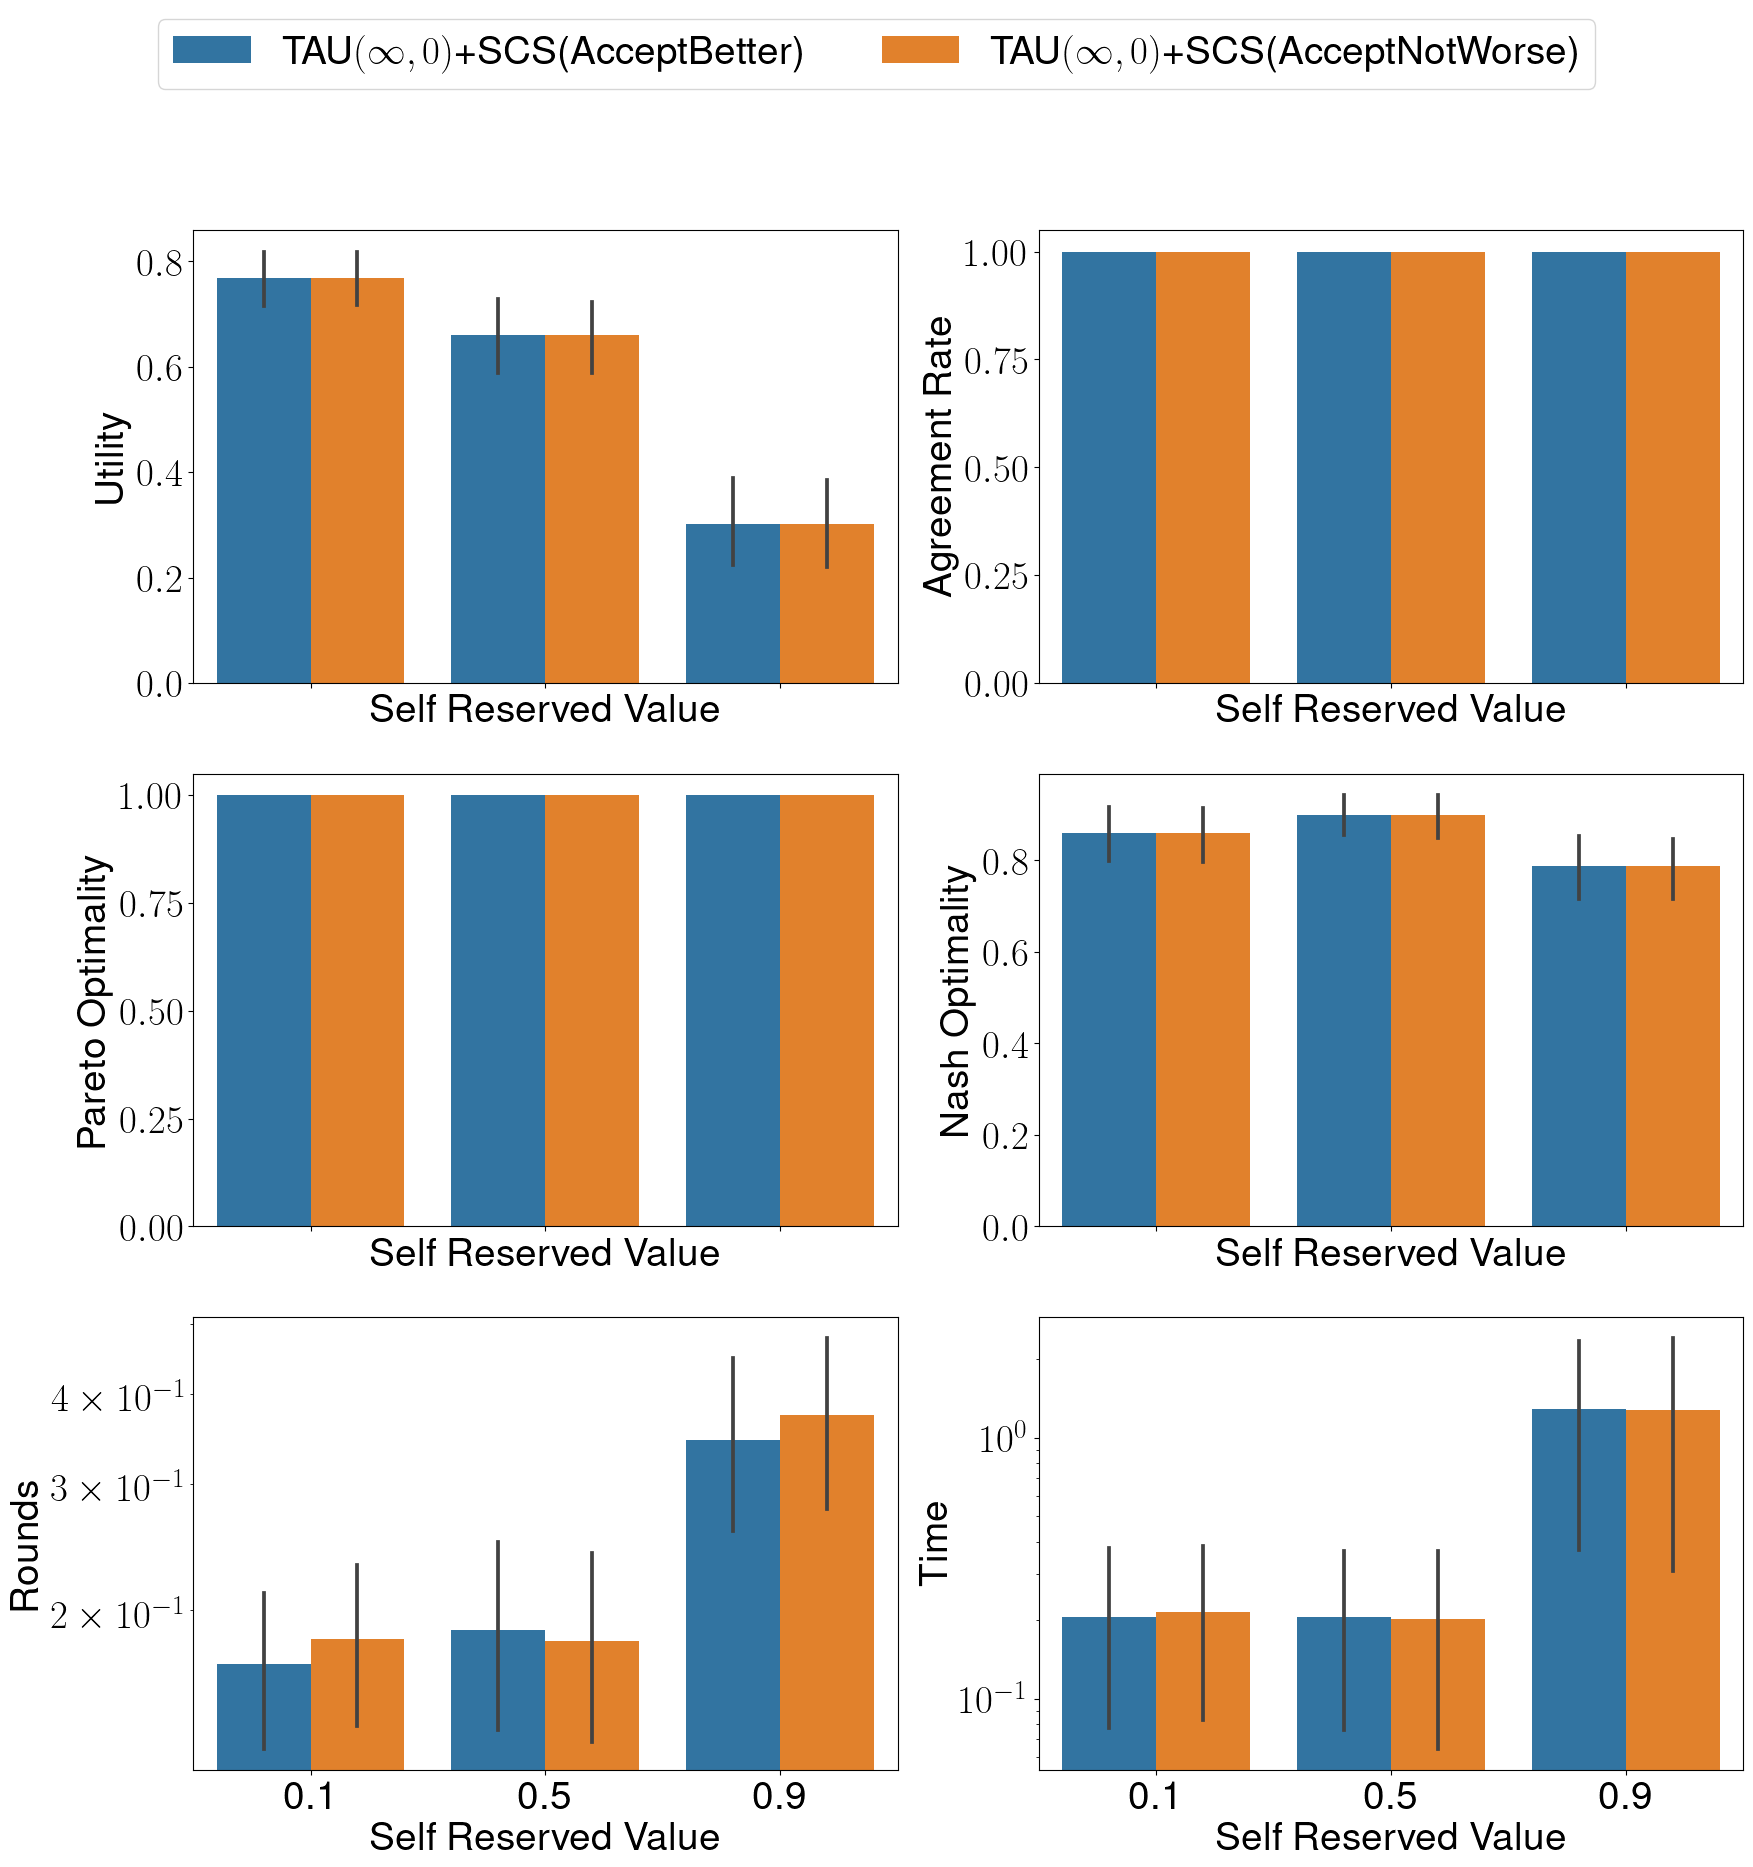 TAU(∞, 0)+SCS(AcceptBetter) TAU(∞, 0)+SCS(AcceptNotWorse)
0.8
0.6
0.4
0.2
0.0
Utility
Self Reserved Value
1.00
0.75
0.50
0.25
0.00
Agreement Rate
Self Reserved Value
1.00
0.75
0.50
0.25
0.00
Pareto Optimality
Self Reserved Value
0.8
0.6
0.4
0.2
0.0
Nash Optimality
Self Reserved Value
4 × 10⁻¹
3 × 10⁻¹
2 × 10⁻¹
Rounds
0.1 0.5 0.9
Self Reserved Value
10⁰
10⁻¹
Time
0.1 0.5 0.9
Self Reserved Value